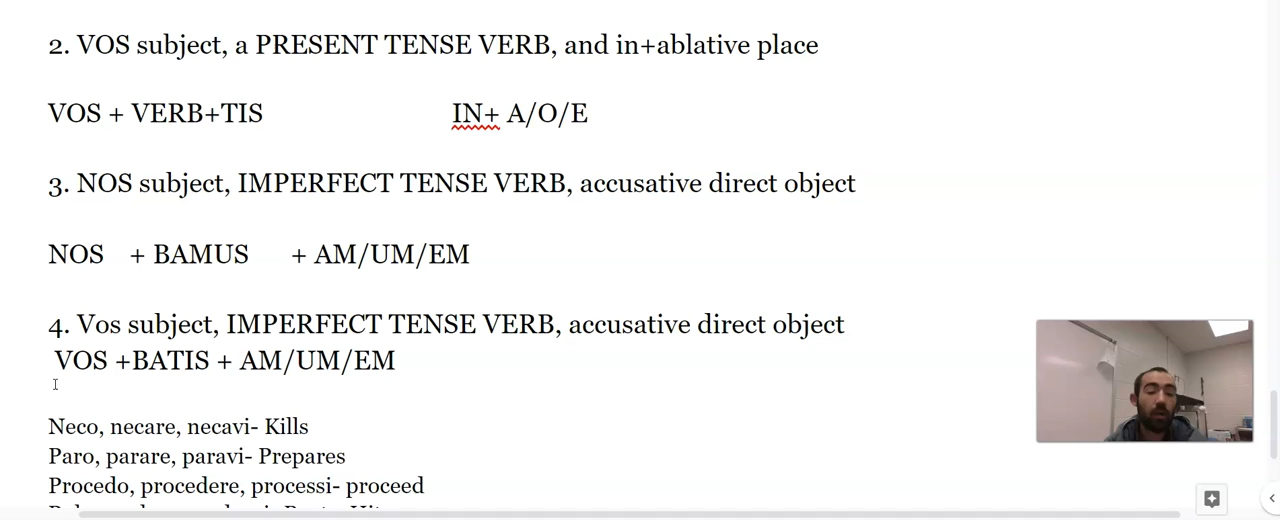 2. VOS subject, a PRESENT TENSE VERB, and in+ablative place
VOS + VERB+TIS IN+ A/O/E
3. NOS subject, IMPERFECT TENSE VERB, accusative direct object
NOS + BAMUS + AM/UM/EM
4. Vos subject, IMPERFECT TENSE VERB, accusative direct object
VOS +BATIS + AM/UM/EM
Neco, necare, necavi- Kills
Paro, parare, paravi- Prepares
Procedo, procedere, processi- proceed